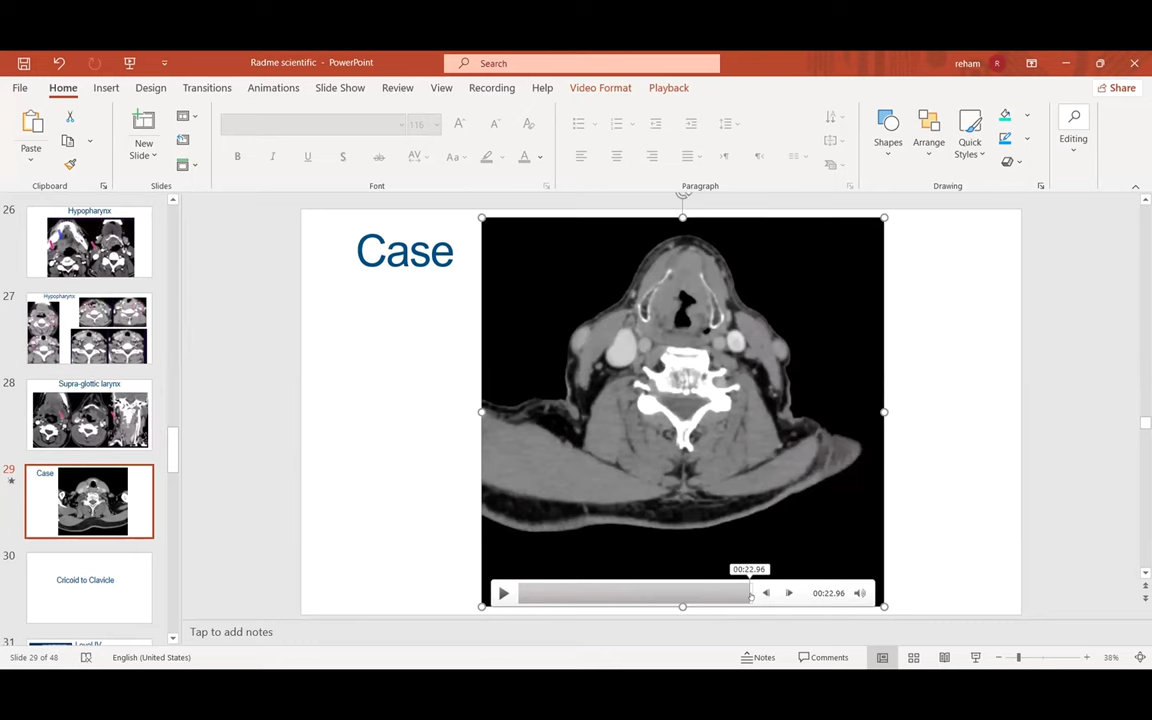 Radme scientific - PowerPoint
Search
reham
R
File
Home
Insert
Design
Transitions
Animations
Slide Show
Recording
Review
View
Help
Video Format
Playback
Share
Paste
New
Slide
116
Shapes
Arrange
Quick
Styles
Editing
Clipboard
Slides
Font
Paragraph
Drawing
26
Hypopharynx
27
Hypopharynx
28
Supra-glottic larynx
29
Case
30
Cricoid to Clavicle
31
Level IV
Case
00:22.96
00:22.96
Tap to add notes
Slide 29 of 48
English (United States)
Notes
Comments
38%